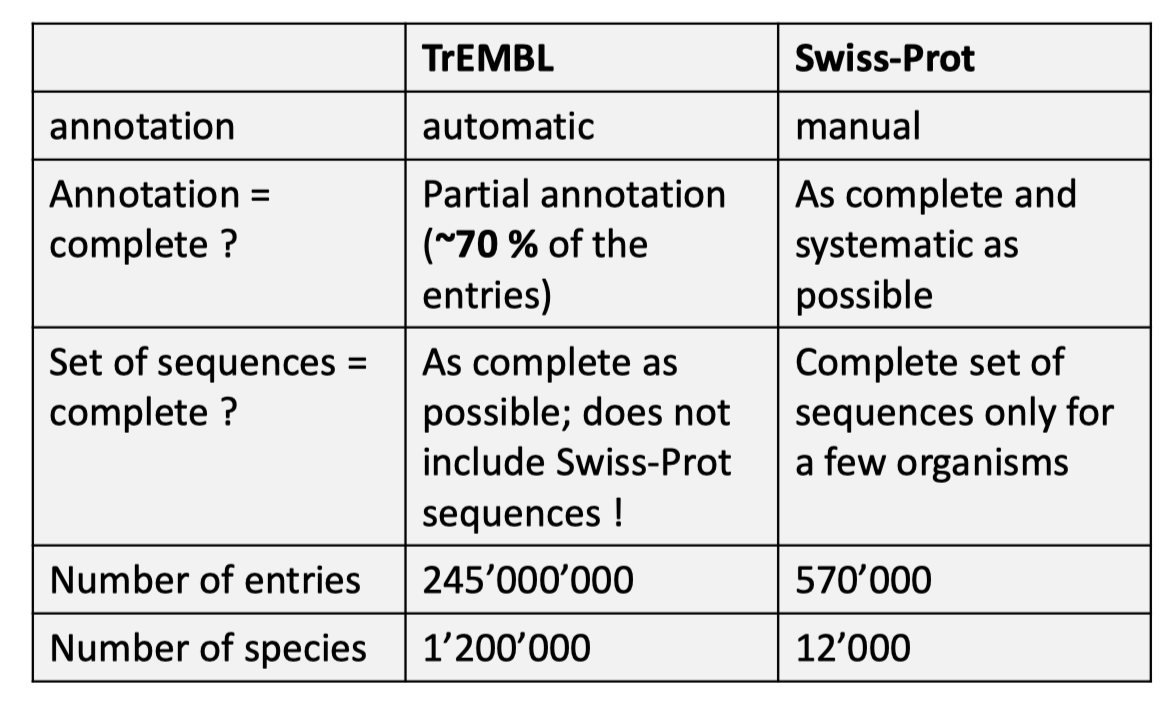 TrEMBL Swiss-Prot
annotation automatic manual
Annotation = Partial annotation As complete and
complete ? (~70 % of the systematic as
entries) possible
Set of sequences = As complete as Complete set of
complete ? possible; does not sequences only for
include Swiss-Prot a few organisms
sequences !
Number of entries 245’000’000 570’000
Number of species 1’200’000 12’000